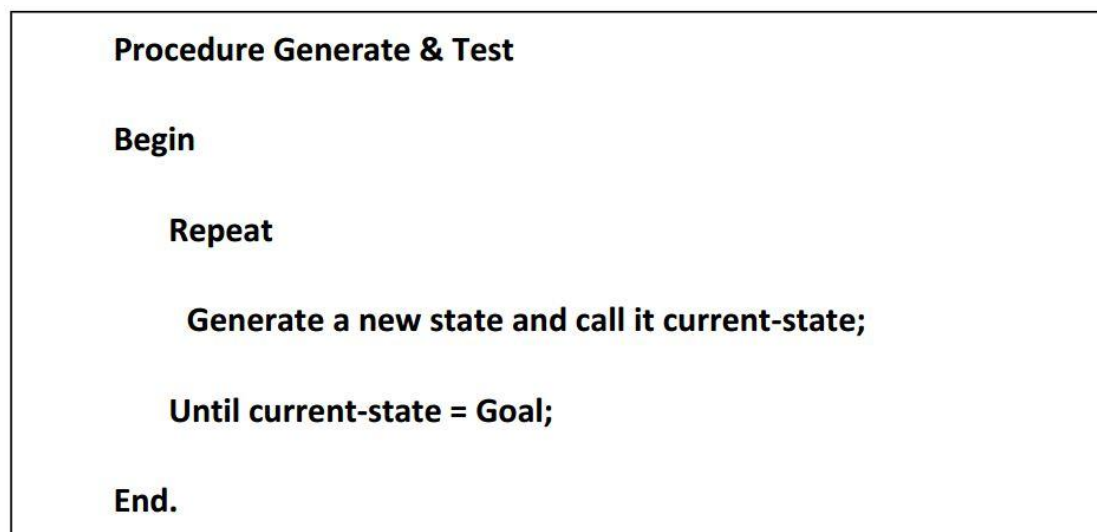 Procedure Generate & Test
Begin
Repeat
Generate a new state and call it current-state;
Until current-state = Goal;
End.